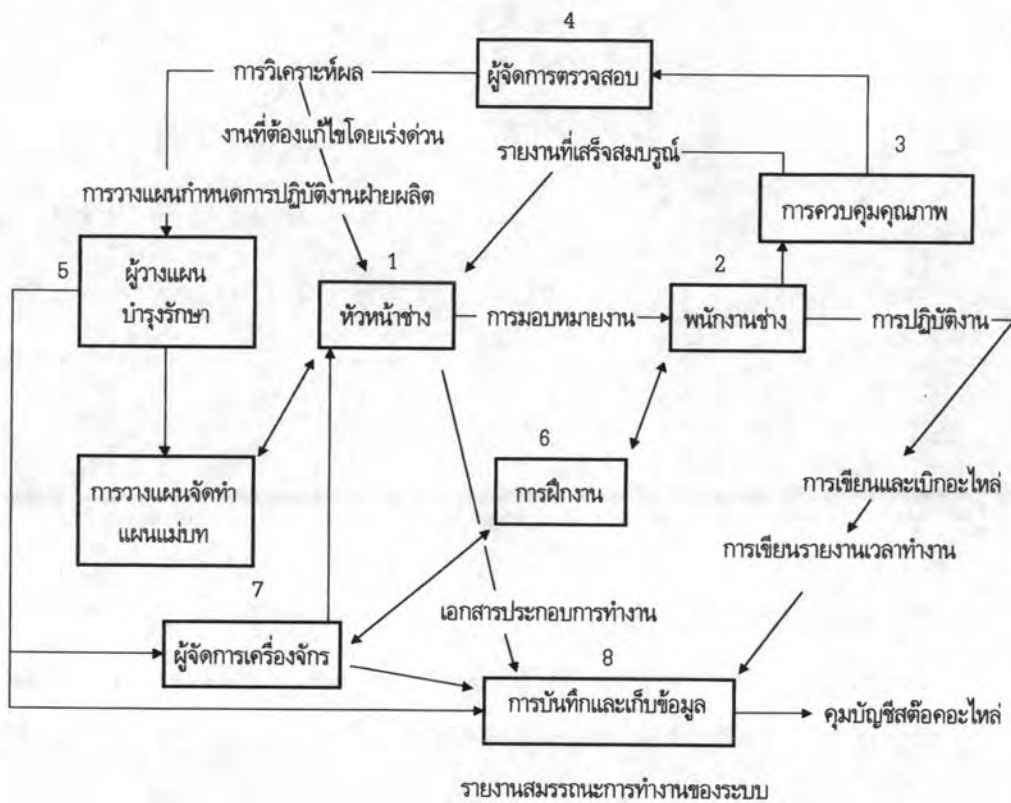 4
ผู้จัดการตรวจสอบ
การวิเคราะห์ผล
งานที่ต้องแก้ไขโดยเร่งด่วน
รายงานที่เสร็จสมบรูณ์
3
การวางแผนกำหนดการปฏิบัติงานฝ่ายผลิต
การควบคุมคุณภาพ
5
ผู้วางแผน
บำรุงรักษา
1
หัวหน้าช่าง
การมอบหมายงาน
2
พนักงานช่าง
การปฏิบัติงาน
6
การฝึกงาน
การวางแผนจัดทำ
แผนแม่บท
การเขียนและเบิกอะไหล่
การเขียนรายงานเวลาทำงาน
7
ผู้จัดการเครื่องจักร
เอกสารประกอบการทำงาน
8
การบันทึกและเก็บข้อมูล
คุมบัญชีสต๊อคอะไหล่
รายงานสมรรถนะการทำงานของระบบ